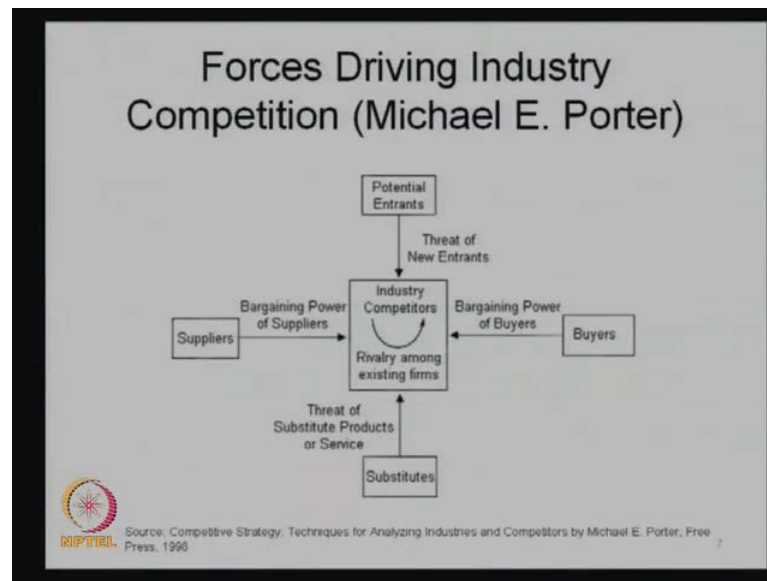 Forces Driving Industry
Competition (Michael E. Porter)
Potential
Entrants
Threat of
New Entrants
Industry
Competitors
Rivalry among
existing firms
Bargaining Power
of Suppliers
Suppliers
Bargaining Power
of Buyers
Buyers
Threat of
Substitute Products
or Service
Substitutes
NPTEL
Source: Competitive Strategy: Techniques for Analyzing Industries and Competitors by Michael E. Porter, Free
Press, 1998
7